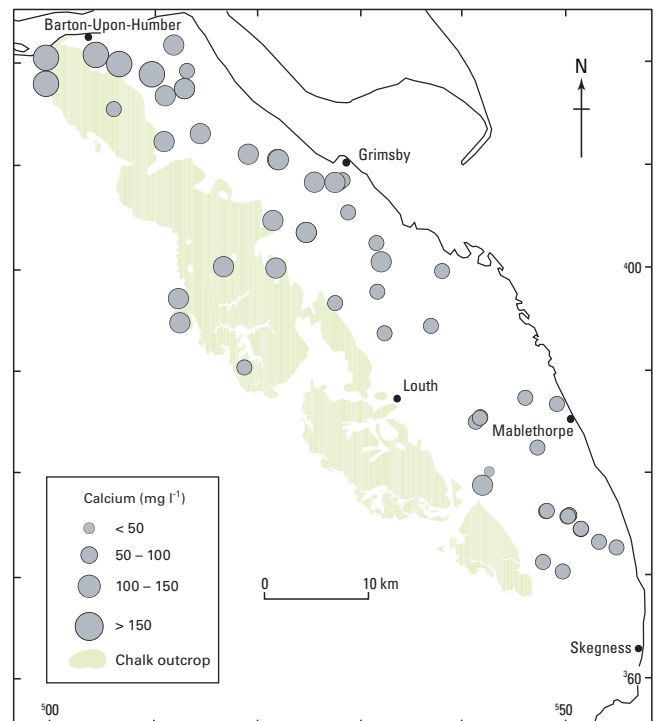 Barton-Upon-Humber
N
Grimsby
⁴00
Louth
Mablethorpe
Calcium (mg l⁻¹)
< 50
50 – 100
100 – 150
> 150
Chalk outcrop
0 10 km
Skegness
³60
⁵00
⁵50